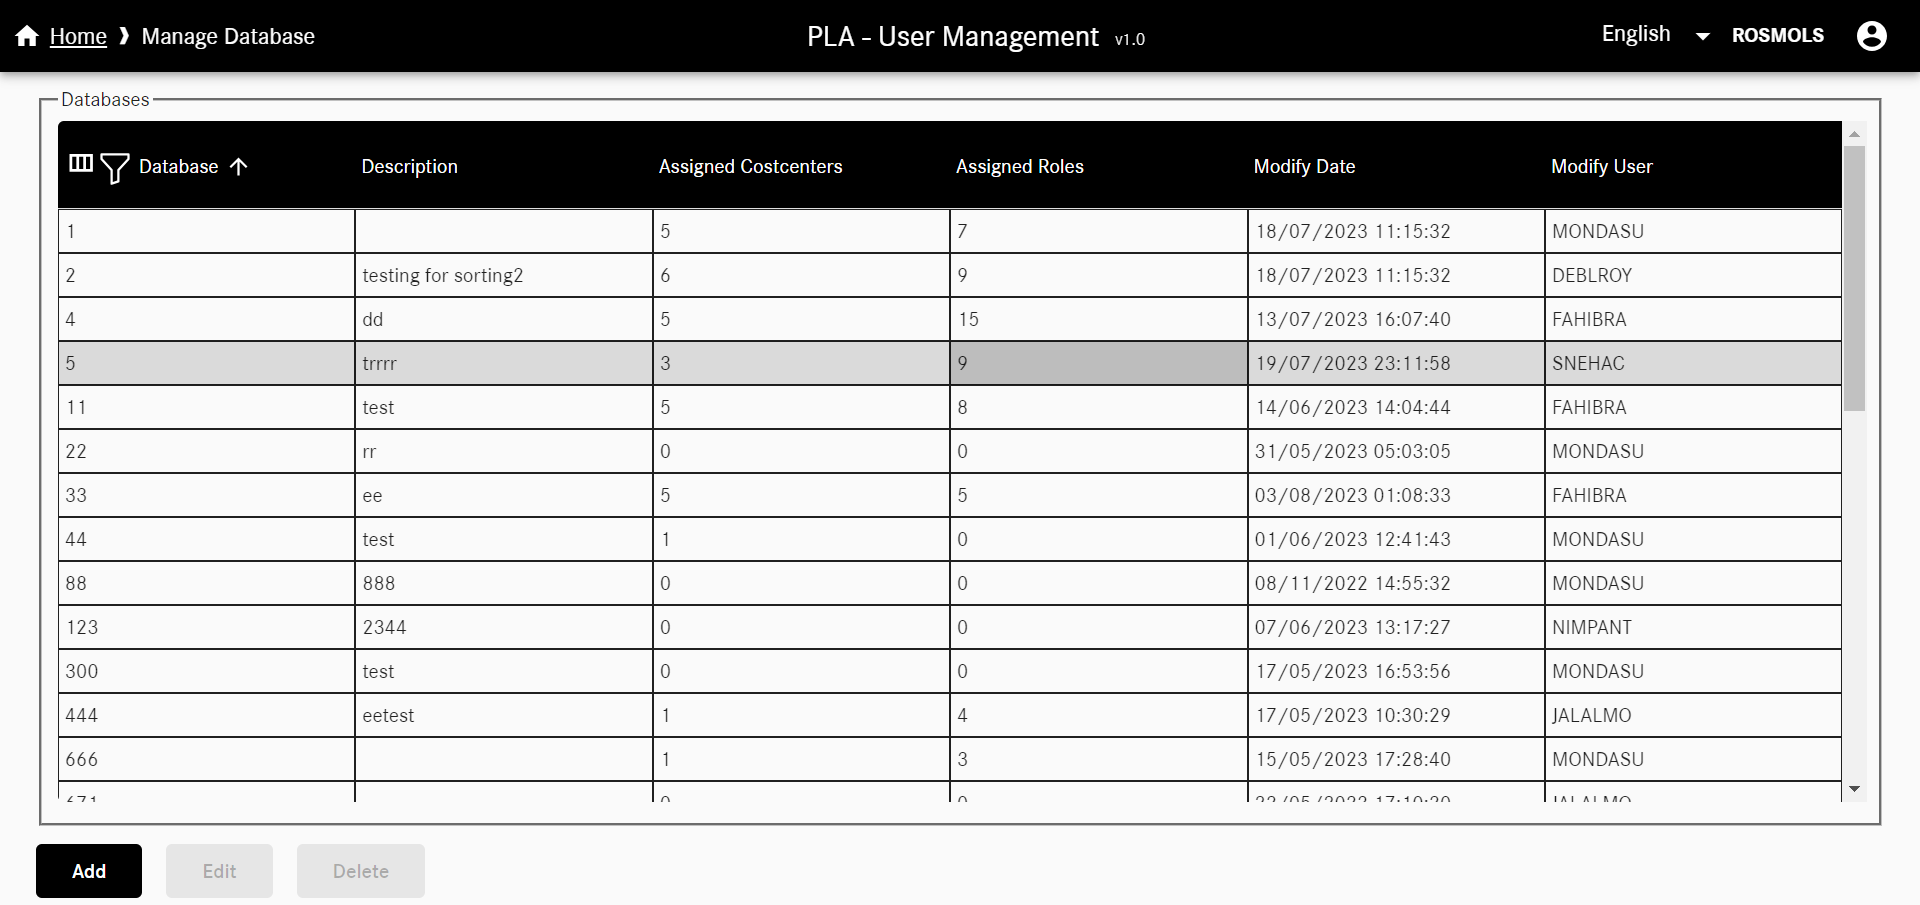 Home ❱ Manage Database
PLA - User Management v1.0
English
ROSMOLS
Databases
Database Description Assigned Costcenters Assigned Roles Modify Date Modify User
1 5 7 18/07/2023 11:15:32 MONDASU
2 testing for sorting2 6 9 18/07/2023 11:15:32 DEBLROY
4 dd 5 15 13/07/2023 16:07:40 FAHIBRA
5 trrrr 3 9 19/07/2023 23:11:58 SNEHAC
11 test 5 8 14/06/2023 14:04:44 FAHIBRA
22 rr 0 0 31/05/2023 05:03:05 MONDASU
33 ee 5 5 03/08/2023 01:08:33 FAHIBRA
44 test 1 0 01/06/2023 12:41:43 MONDASU
88 888 0 0 08/11/2022 14:55:32 MONDASU
123 2344 0 0 07/06/2023 13:17:27 NIMPANT
300 test 0 0 17/05/2023 16:53:56 MONDASU
444 eetest 1 4 17/05/2023 10:30:29 JALALMO
666 1 3 15/05/2023 17:28:40 MONDASU
Add Edit Delete